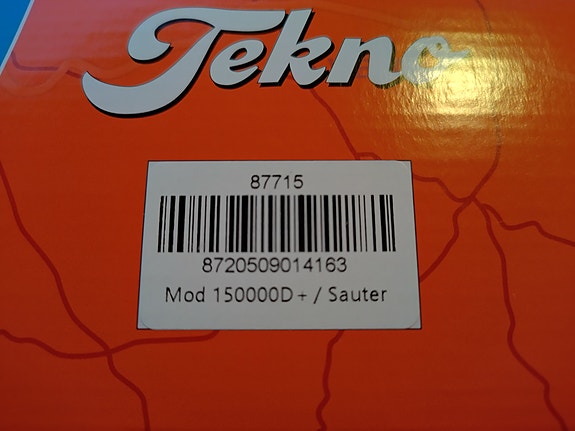 Tekno
87715
8720509014163
Mod 150000D + / Sauter